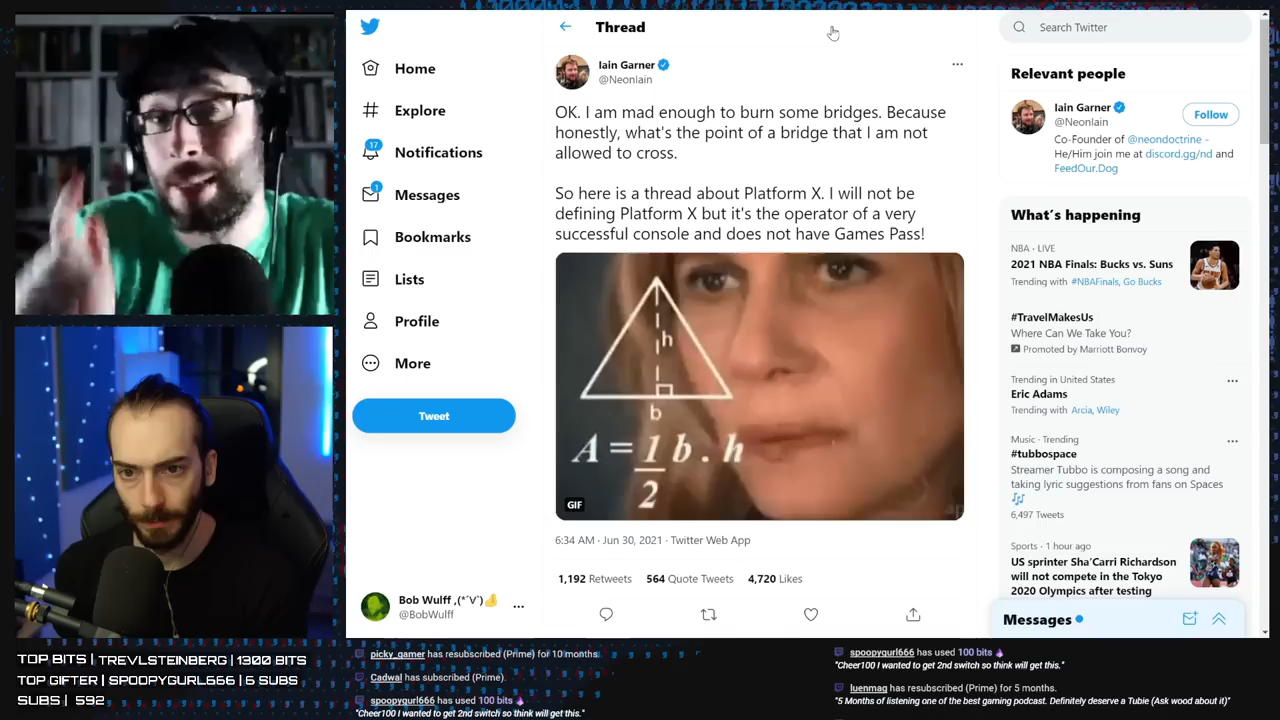 Home
Explore
17
Notifications
1
Messages
Bookmarks
Lists
Profile
More
Tweet
Bob Wulff ,(*´∀`)👍
@BobWulff
Thread
Iain Garner
@NeonIain
OK. I am mad enough to burn some bridges. Because
honestly, what's the point of a bridge that I am not
allowed to cross.
So here is a thread about Platform X. I will not be
defining Platform X but it's the operator of a very
successful console and does not have Games Pass!
h
b
A = 1/2 b . h
GIF
6:34 AM · Jun 30, 2021 · Twitter Web App
1,192 Retweets 564 Quote Tweets 4,720 Likes
Search Twitter
Relevant people
Iain Garner
@NeonIain
Follow
Co-Founder of @neondoctrine -
He/Him join me at discord.gg/nd and
FeedOur.Dog
What's happening
NBA · LIVE
2021 NBA Finals: Bucks vs. Suns
Trending with #NBAFinals, Go Bucks
#TravelMakesUs
Where Can We Take You?
Promoted by Marriott Bonvoy
Trending in United States
Eric Adams
Trending with Arcia, Wiley
Music · Trending
#tubbospace
Streamer Tubbo is composing a song and
taking lyric suggestions from fans on Spaces
🎶
6,497 Tweets
Sports · 1 hour ago
US sprinter Sha'Carri Richardson
will not compete in the Tokyo
2020 Olympics after testing
Messages
TOP BITS | TREVLSTEINBERG | 1300 BITS
TOP GIFTER | SPOOPYGURL666 | 6 SUBS
SUBS | 592
picky_gamer has resubscribed (Prime) for 10 months.
Cadwal has subscribed (Prime).
spoopygurl666 has used 100 bits
"Cheer100 I wanted to get 2nd switch so think will get this."
spoopygurl666 has used 100 bits
"Cheer100 I wanted to get 2nd switch so think will get this."
luenmag has resubscribed (Prime) for 5 months.
"5 Months of listening one of the best gaming podcast. Definitely deserve a Tubie (Ask wood about it)"